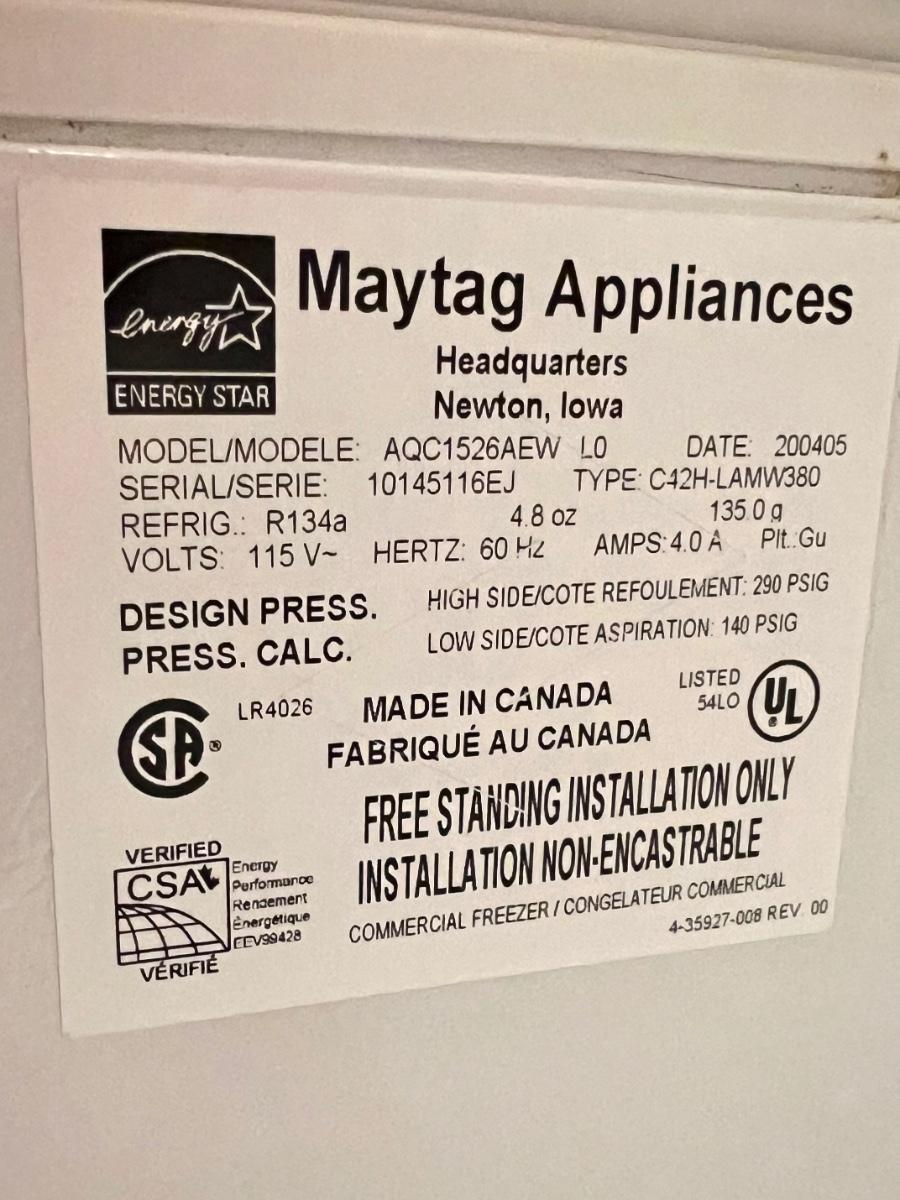 energy
ENERGY STAR
Maytag Appliances
Headquarters
Newton, Iowa
MODEL/MODELE: AQC1526AEW L0 DATE: 200405
SERIAL/SERIE: 10145116EJ TYPE: C42H-LAMW380
REFRIG.: R134a 4.8 oz 135.0 g
VOLTS: 115 V~ HERTZ: 60 Hz AMPS: 4.0 A Plt.:Gu
DESIGN PRESS. HIGH SIDE/COTE REFOULEMENT: 290 PSIG
PRESS. CALC. LOW SIDE/COTE ASPIRATION: 140 PSIG
SA® LR4026 MADE IN CANADA LISTED
FABRIQUÉ AU CANADA 54LO UL®
FREE STANDING INSTALLATION ONLY
INSTALLATION NON-ENCASTRABLE
COMMERCIAL FREEZER / CONGELATEUR COMMERCIAL
4-35927-008 REV. 00
VERIFIED
CSA
Energy
Performance
Rendement
Énergétique
EEV99428
VÉRIFIÉ